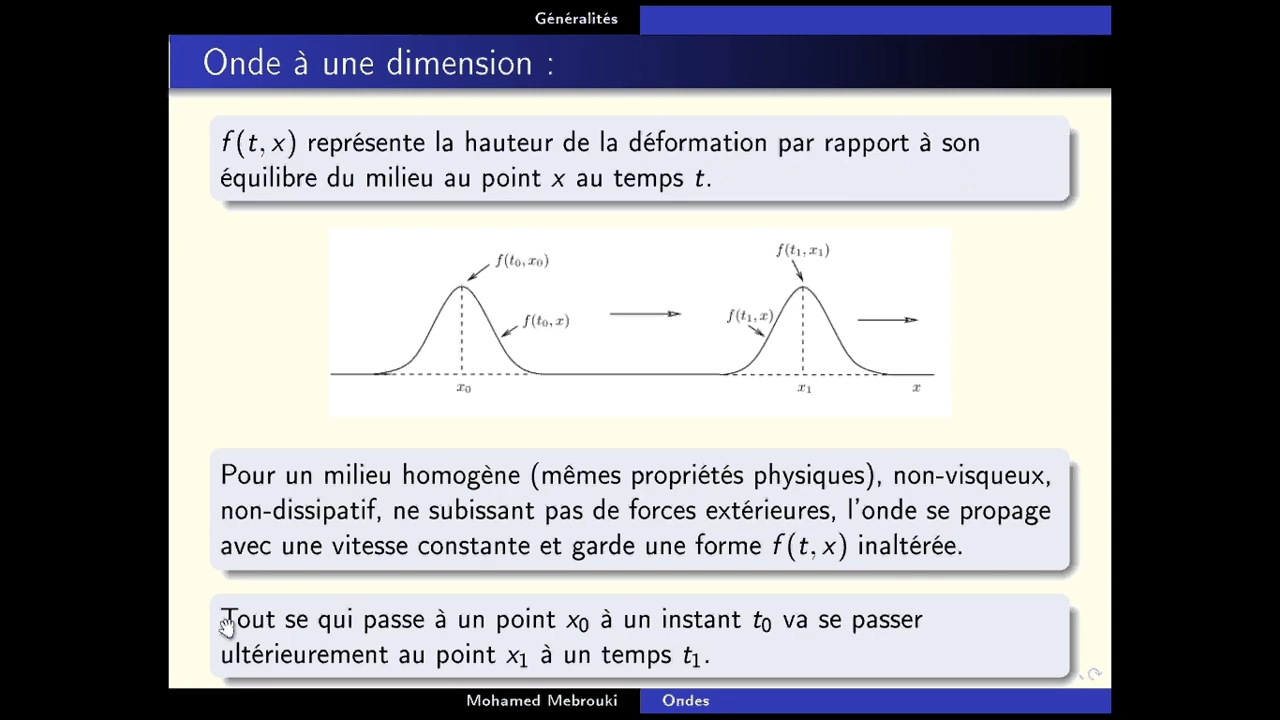 Généralités
Onde à une dimension :
f(t, x) représente la hauteur de la déformation par rapport à son
équilibre du milieu au point x au temps t.
f(t₀, x₀)
f(t₀, x)
f(t₁, x₁)
f(t₁, x)
x₀
x₁
x
Pour un milieu homogène (mêmes propriétés physiques), non-visqueux,
non-dissipatif, ne subissant pas de forces extérieures, l'onde se propage
avec une vitesse constante et garde une forme f(t, x) inaltérée.
Tout se qui passe à un point x₀ à un instant t₀ va se passer
ultérieurement au point x₁ à un temps t₁.
Mohamed Mebrouki
Ondes